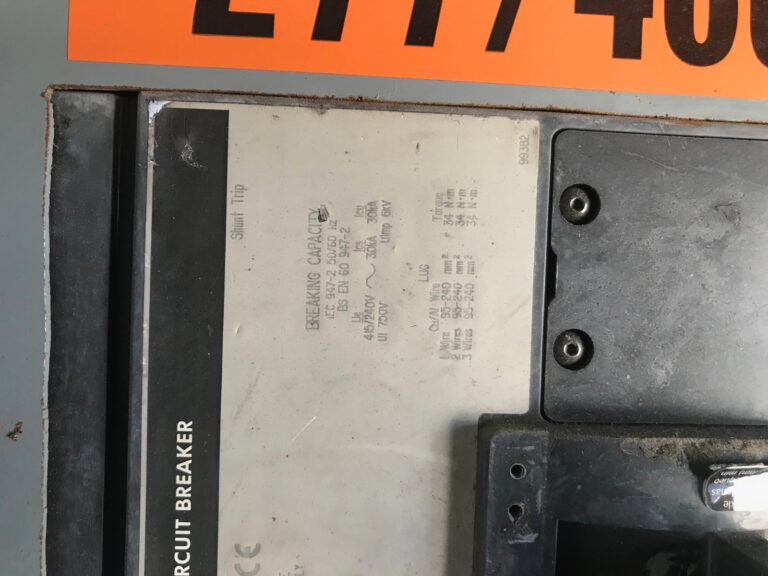 277/480
CIRCUIT BREAKER
Shunt Trip
BREAKING CAPACITY
IEC 947-2 50/60 Hz
BS EN 60 947-2
Ue Ics Icu
415/240V ~ 30kA 30kA
Ui 750V Uimp 6kV
LUG
Cu/Al Wire Torque
1 Wire 95-240 mm² 34 N·m
2 Wires 95-240 mm² 34 N·m
3 Wires 95-240 mm² 34 N·m
99382
CE